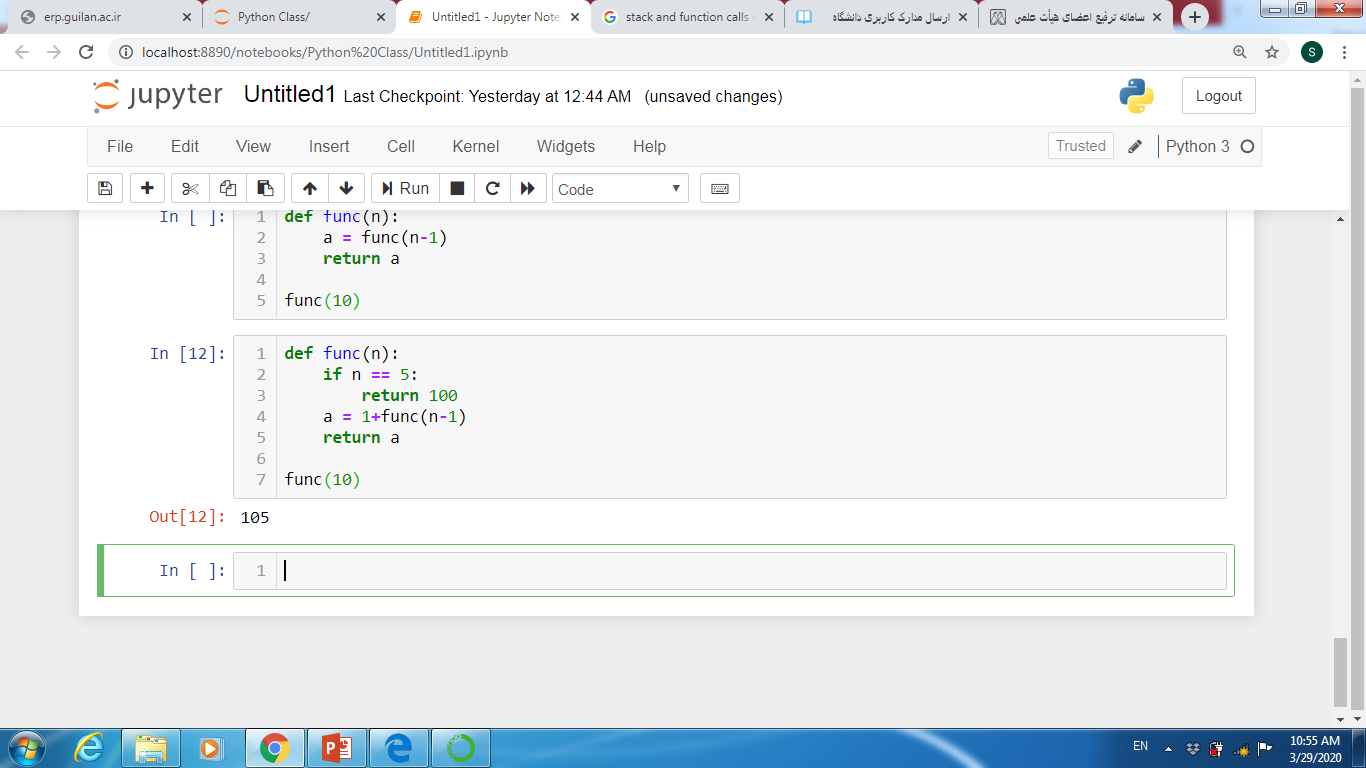 erp.guilan.ac.ir
Python Class/
Untitled1 - Jupyter Note
stack and function calls -
ارسال مدارک کاربری دانشگاه
سامانه ترفیع اعضای هیأت علمی
localhost:8890/notebooks/Python%20Class/Untitled1.ipynb
S
jupyter Untitled1 Last Checkpoint: Yesterday at 12:44 AM (unsaved changes)
Logout
File Edit View Insert Cell Kernel Widgets Help
Trusted
Python 3
Run
Code
In [ ]:
1 def func(n):
2 a = func(n-1)
3 return a
4
5 func(10)
In [12]:
1 def func(n):
2 if n == 5:
3 return 100
4 a = 1+func(n-1)
5 return a
6
7 func(10)
Out[12]: 105
In [ ]: 1
EN
10:55 AM
3/29/2020